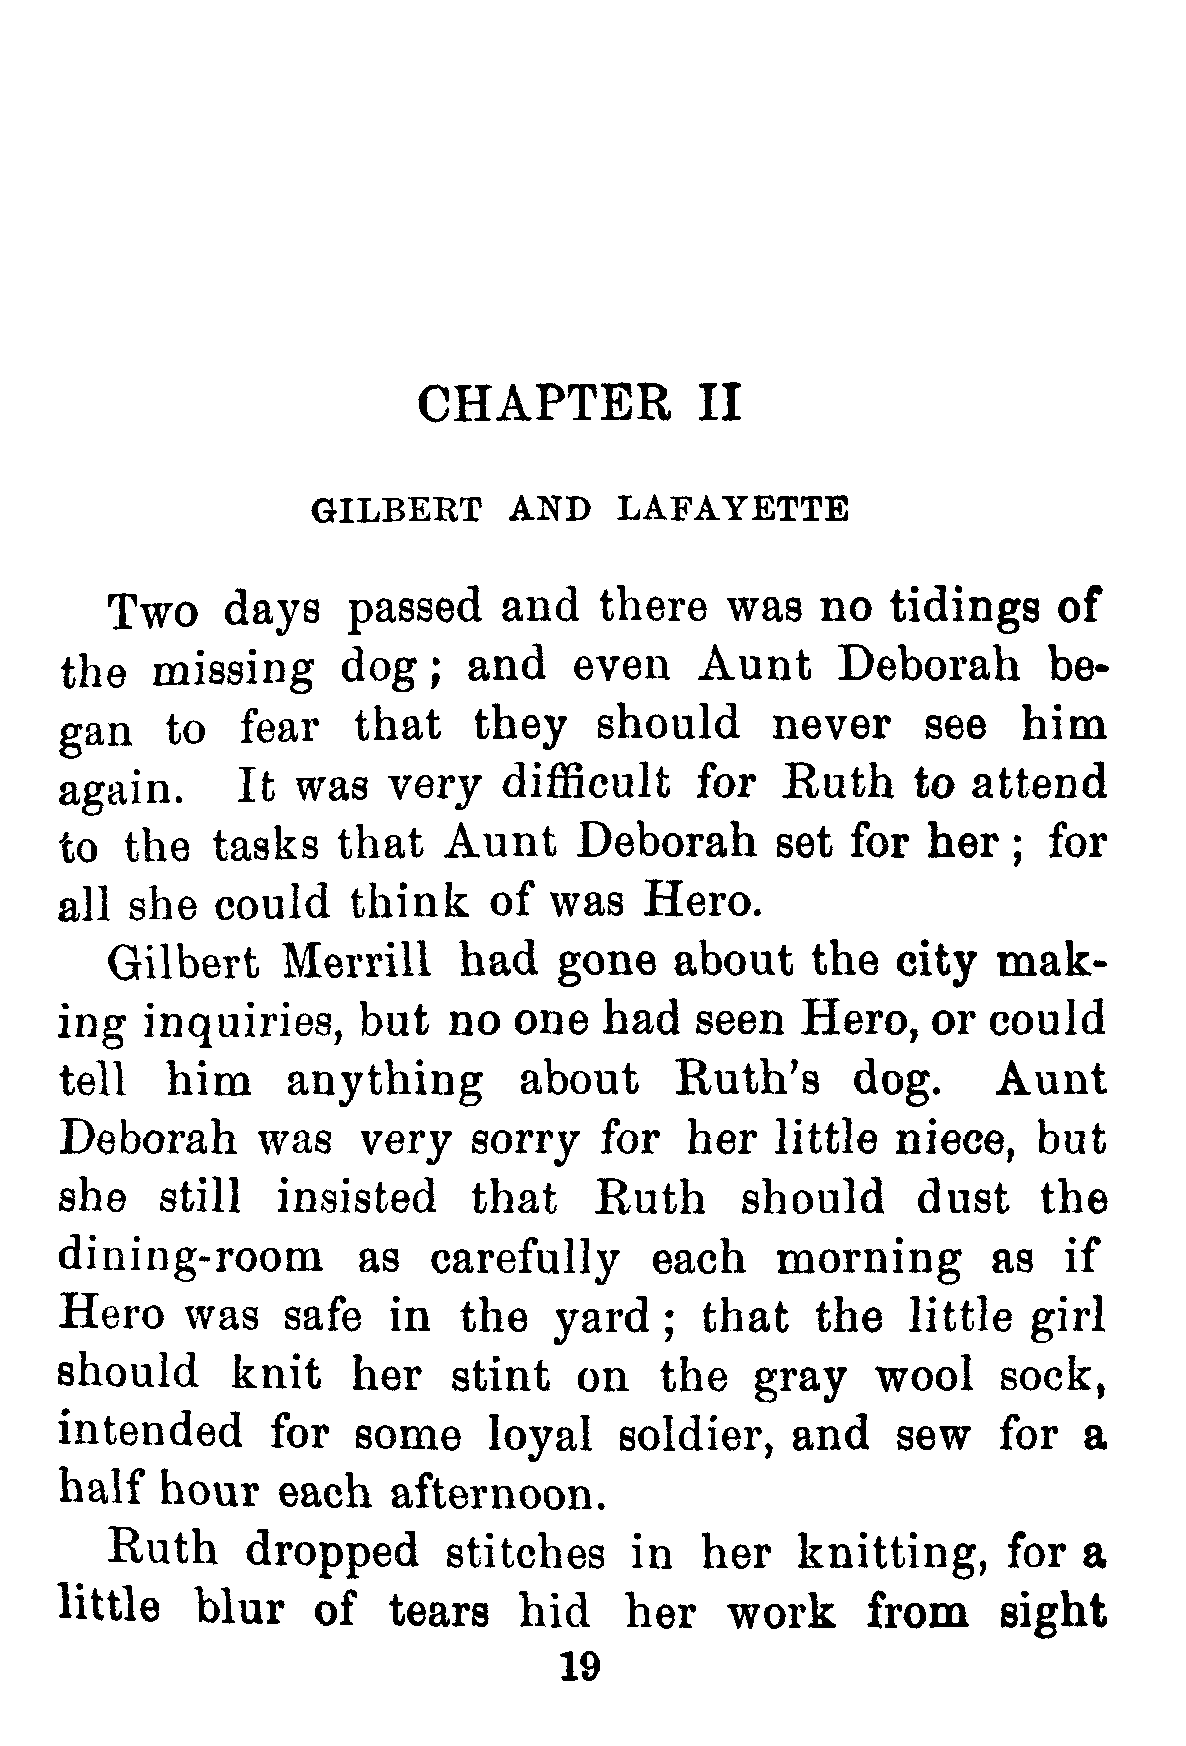 CHAPTER II
GILBERT AND LAFAYETTE
Two days passed and there was no tidings of
the missing dog; and even Aunt Deborah be-
gan to fear that they should never see him
again. It was very difficult for Ruth to attend
to the tasks that Aunt Deborah set for her; for
all she could think of was Hero.
Gilbert Merrill had gone about the city mak-
ing inquiries, but no one had seen Hero, or could
tell him anything about Ruth's dog. Aunt
Deborah was very sorry for her little niece, but
she still insisted that Ruth should dust the
dining-room as carefully each morning as if
Hero was safe in the yard; that the little girl
should knit her stint on the gray wool sock,
intended for some loyal soldier, and sew for a
half hour each afternoon.
Ruth dropped stitches in her knitting, for a
little blur of tears hid her work from sight
19